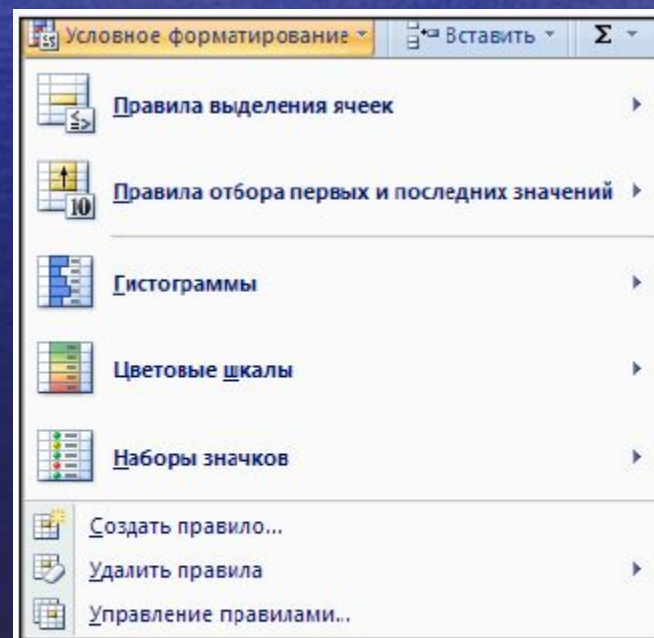 Условное форматирование Вставить Σ
Правила выделения ячеек
Правила отбора первых и последних значений
10
Гистограммы
Цветовые шкалы
Наборы значков
Создать правило...
Удалить правила
Управление правилами...